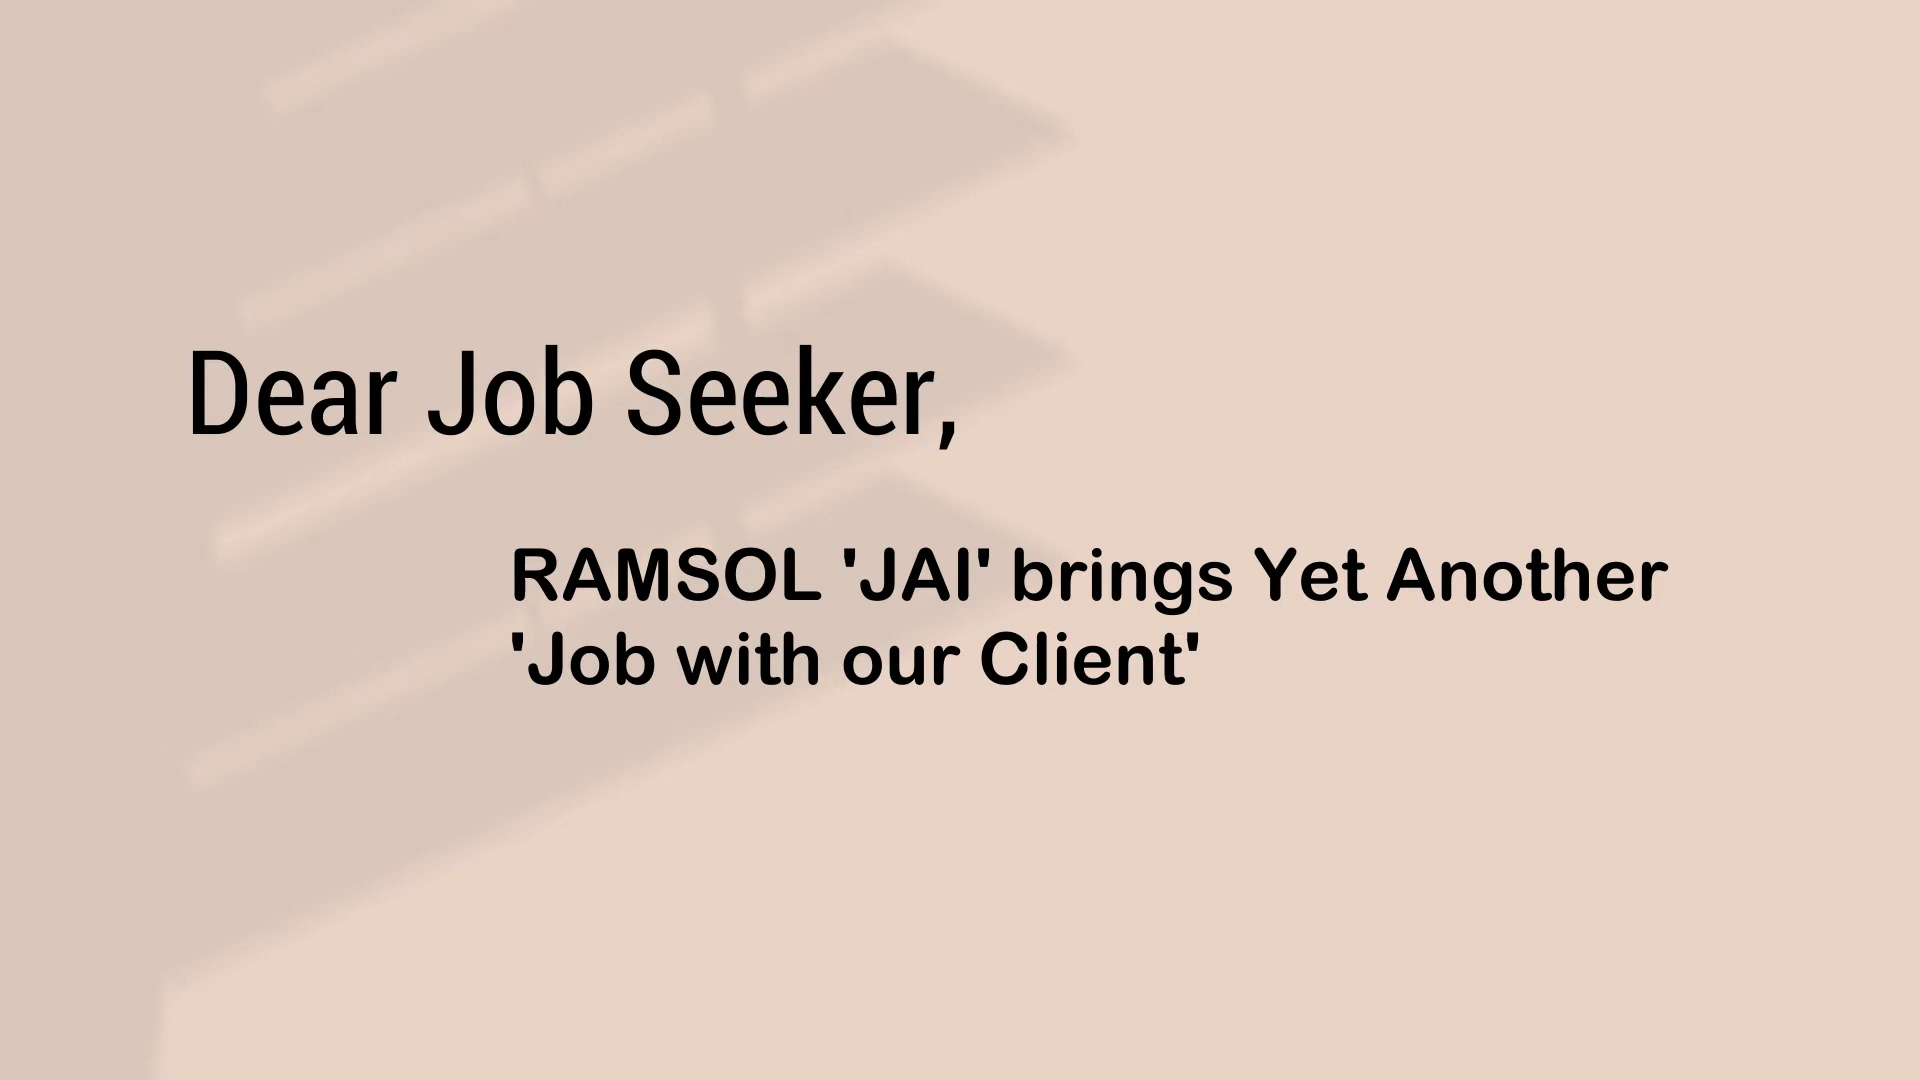 Dear Job Seeker,
RAMSOL 'JAI' brings Yet Another
'Job with our Client'